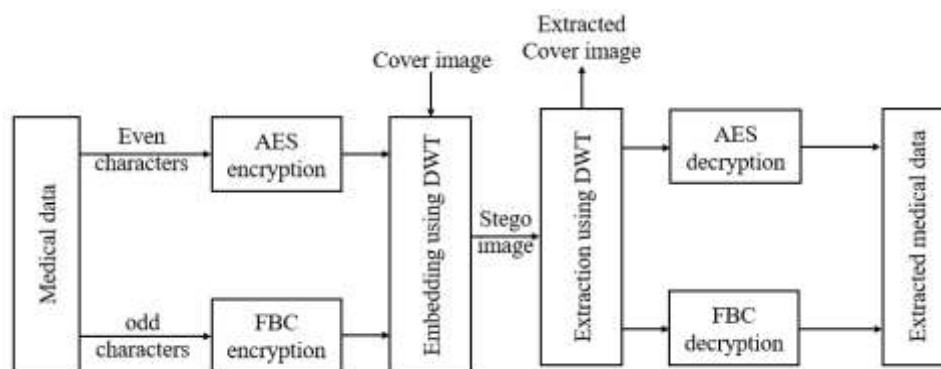 Medical data
Even
characters
AES
encryption
odd
characters
FBC
encryption
Cover image
Embedding using DWT
Stego
image
Extracted
Cover image
Extraction using DWT
AES
decryption
FBC
decryption
Extracted medical data